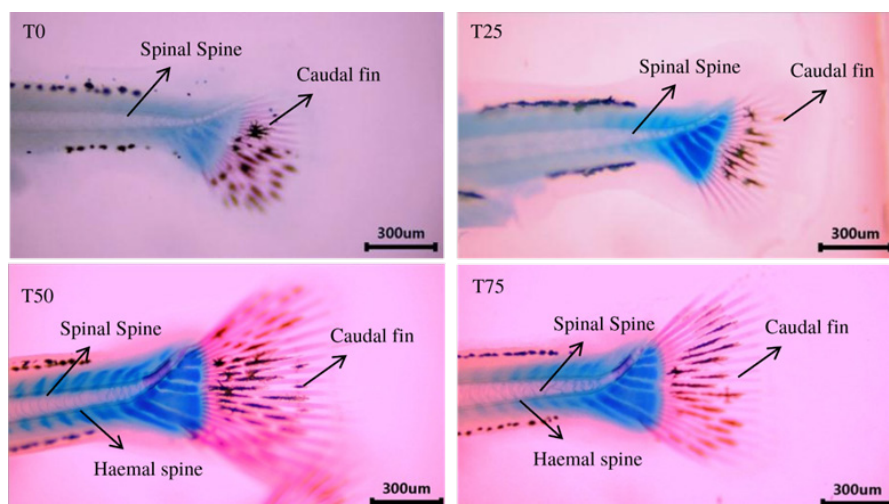 T0
Spinal Spine
Caudal fin
300um
T25
Spinal Spine
Caudal fin
300um
T50
Spinal Spine
Caudal fin
Haemal spine
300um
T75
Spinal Spine
Caudal fin
Haemal spine
300um